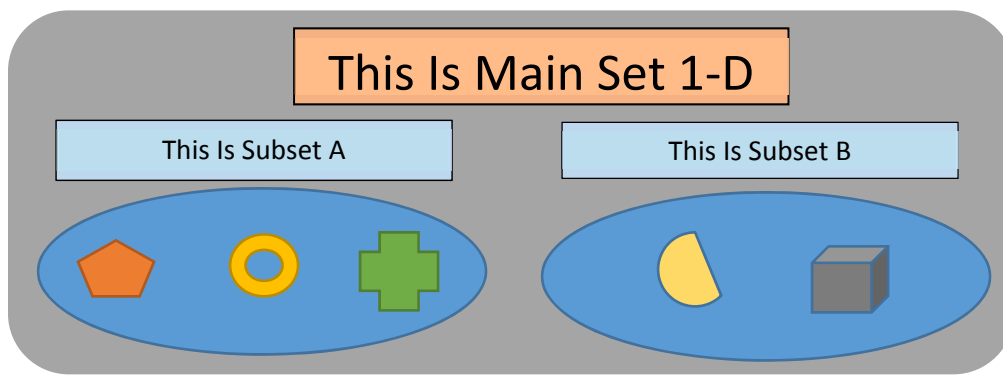 This Is Main Set 1-D
This Is Subset A
This Is Subset B